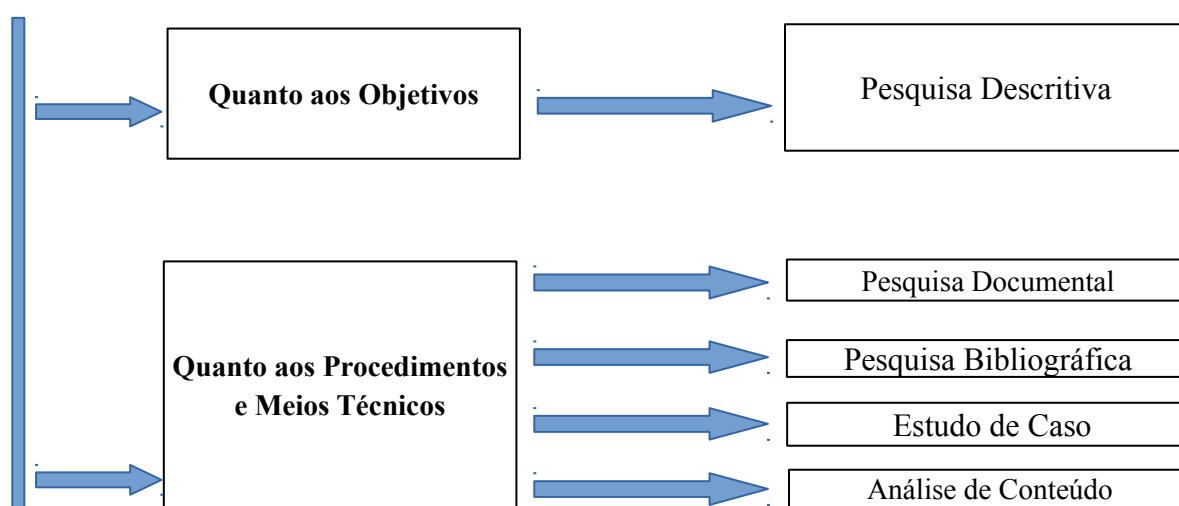 Quanto aos Objetivos
Pesquisa Descritiva
Pesquisa Documental
Quanto aos Procedimentos
e Meios Técnicos
Pesquisa Bibliográfica
Estudo de Caso
Análise de Conteúdo